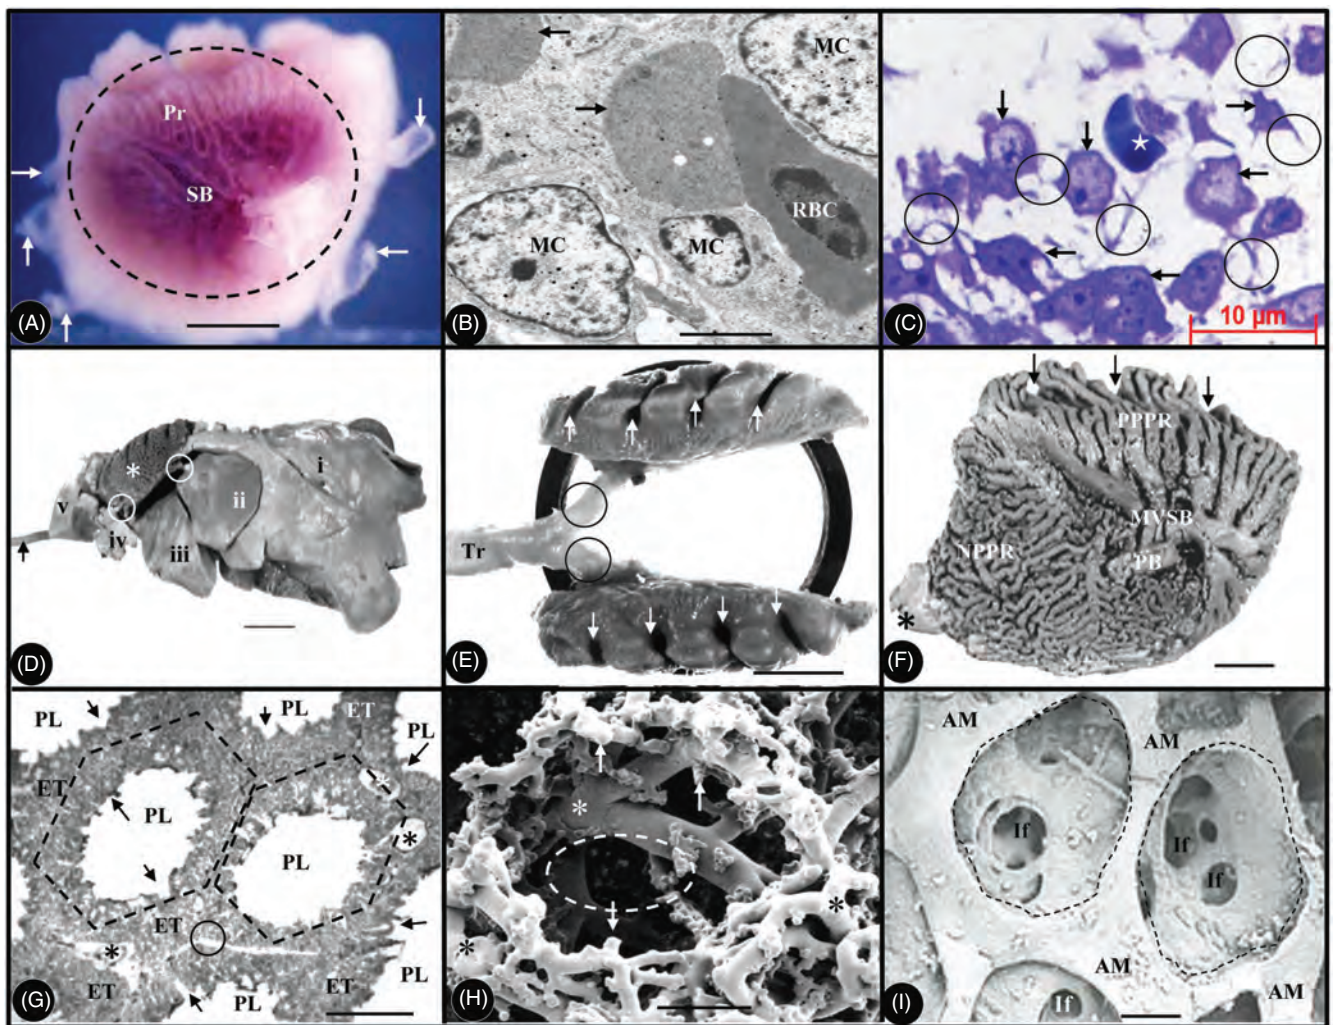 Pr
SB
(A)
MC
MC
RBC
MC
(B)
*
10 µm
(C)
*
i
ii
v
iv
iii
(D)
Tr
(E)
PPPR
MVSB
NPPR
PB
*
(F)
PL
PL
ET
PL
ET
PL
*
*
PL
ET
*
ET
PL
ET
PL
(G)
*
*
*
(H)
AM
AM
If
If
If
AM
AM
If
(I)